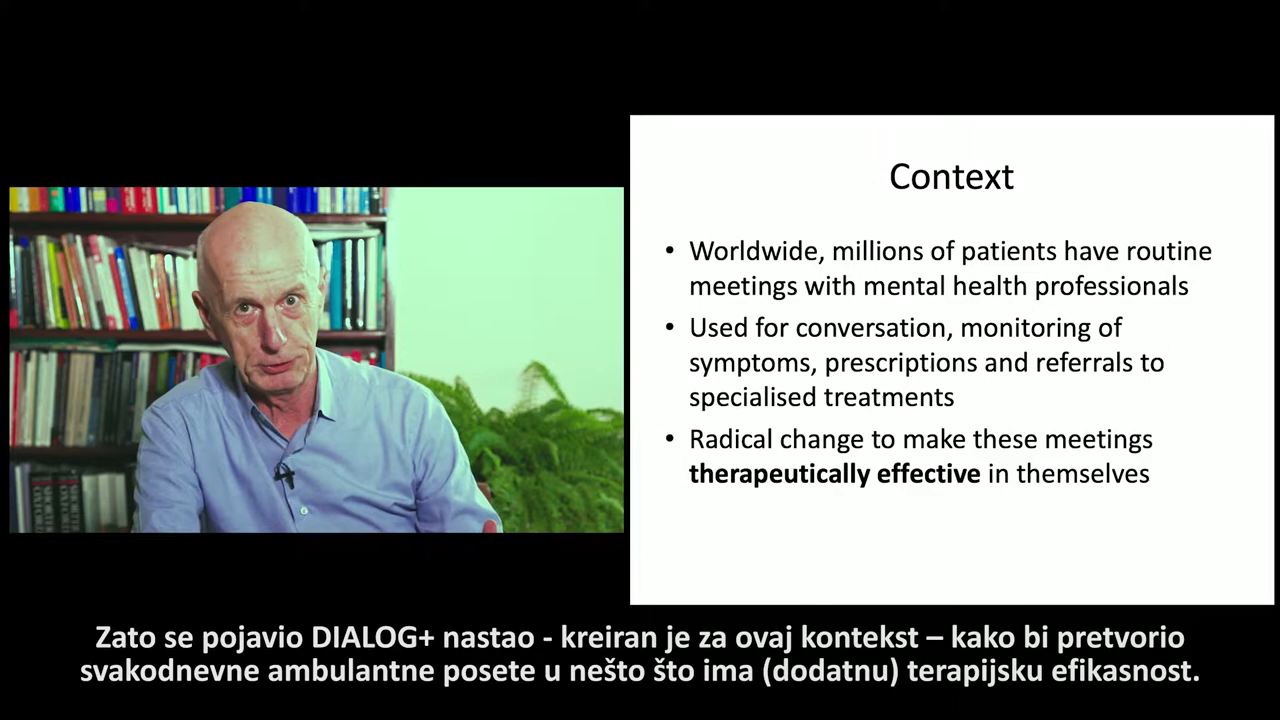 Context
• Worldwide, millions of patients have routine
meetings with mental health professionals
• Used for conversation, monitoring of
symptoms, prescriptions and referrals to
specialised treatments
• Radical change to make these meetings
therapeutically effective in themselves
Zato se pojavio DIALOG+ nastao - kreiran je za ovaj kontekst – kako bi pretvorio
svakodnevne ambulantne posete u nešto što ima (dodatnu) terapijsku efikasnost.